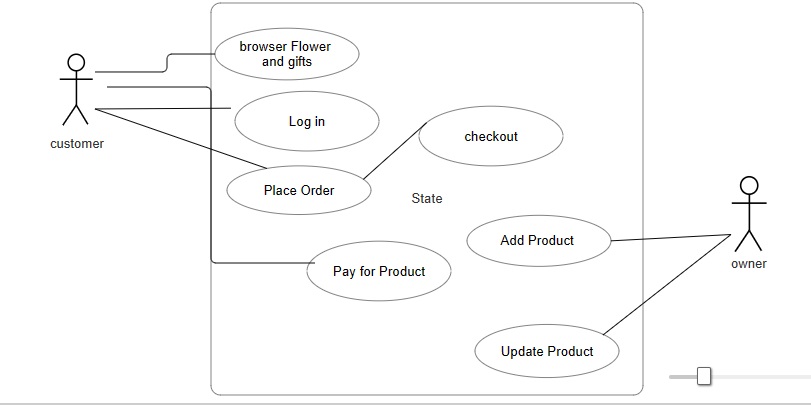 browser Flower
and gifts
customer
Log in
checkout
Place Order
State
Add Product
owner
Pay for Product
Update Product